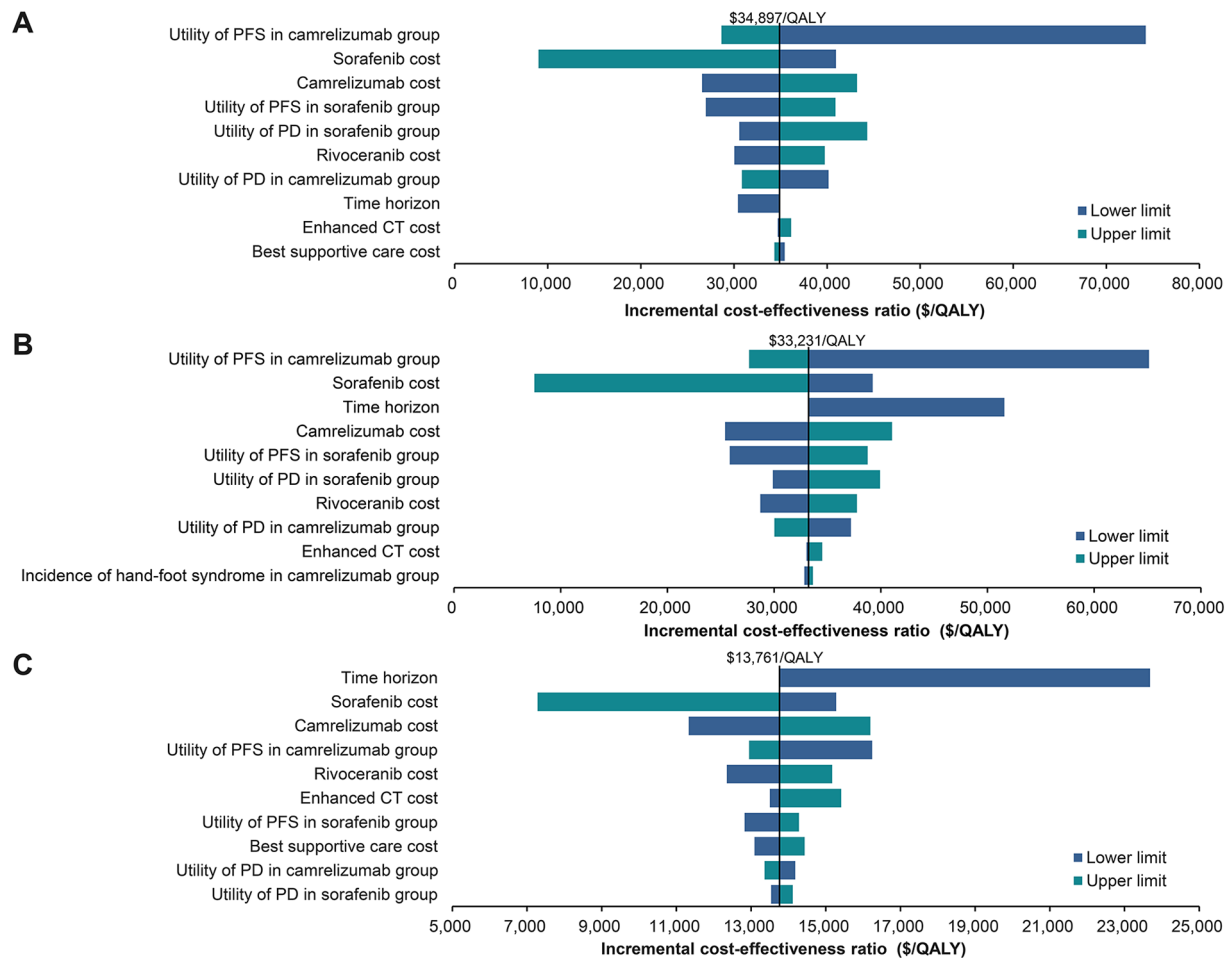 A
$34,897/QALY
Utility of PFS in camrelizumab group
Sorafenib cost
Camrelizumab cost
Utility of PFS in sorafenib group
Utility of PD in sorafenib group
Rivoceranib cost
Utility of PD in camrelizumab group
Time horizon
Enhanced CT cost
Best supportive care cost
Lower limit
Upper limit
0 10,000 20,000 30,000 40,000 50,000 60,000 70,000 80,000
Incremental cost-effectiveness ratio ($/QALY)
B
$33,231/QALY
Utility of PFS in camrelizumab group
Sorafenib cost
Time horizon
Camrelizumab cost
Utility of PFS in sorafenib group
Utility of PD in sorafenib group
Rivoceranib cost
Utility of PD in camrelizumab group
Enhanced CT cost
Incidence of hand-foot syndrome in camrelizumab group
Lower limit
Upper limit
0 10,000 20,000 30,000 40,000 50,000 60,000 70,000
Incremental cost-effectiveness ratio ($/QALY)
C
$13,761/QALY
Time horizon
Sorafenib cost
Camrelizumab cost
Utility of PFS in camrelizumab group
Rivoceranib cost
Enhanced CT cost
Utility of PFS in sorafenib group
Best supportive care cost
Utility of PD in camrelizumab group
Utility of PD in sorafenib group
Lower limit
Upper limit
5,000 7,000 9,000 11,000 13,000 15,000 17,000 19,000 21,000 23,000 25,000
Incremental cost-effectiveness ratio ($/QALY)